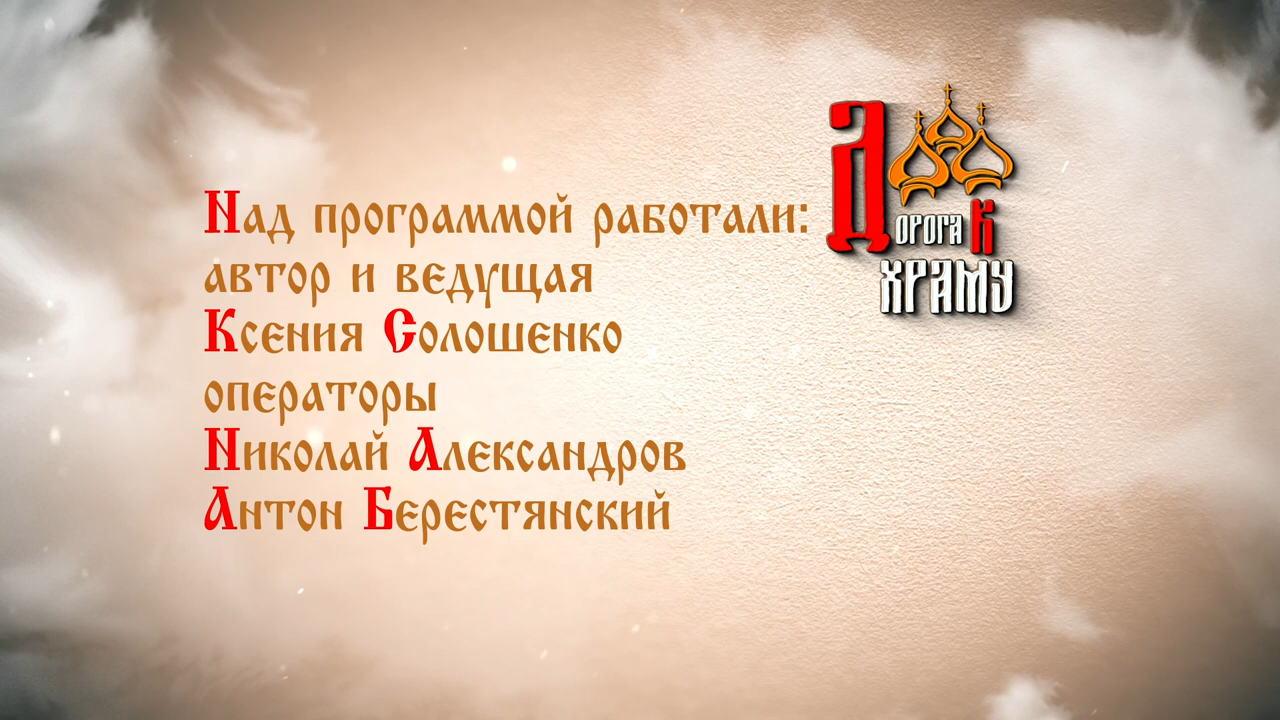 Над программой работали:
автор и ведущая
Ксения Солошенко
операторы
Николай Александров
Антон Берестянский
Дорога к
храму